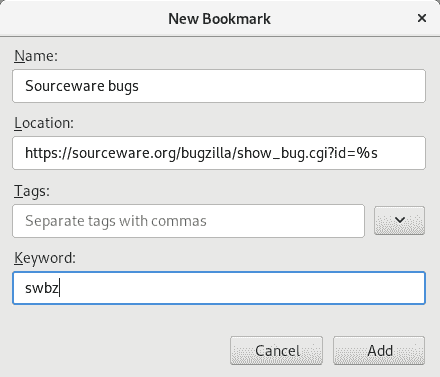 New Bookmark
×
Name:
Sourceware bugs
Location:
https://sourceware.org/bugzilla/show_bug.cgi?id=%s
Tags:
Separate tags with commas
Keyword:
swbz
Cancel Add